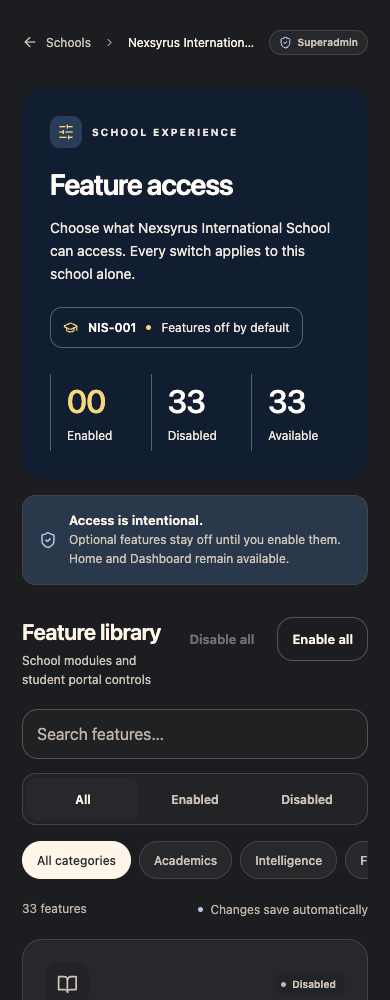 Schools
Nexsyrus Internation...
Superadmin
SCHOOL EXPERIENCE
Feature access
Choose what Nexsyrus International School
can access. Every switch applies to this
school alone.
NIS-001 • Features off by default
00
Enabled
33
Disabled
33
Available
Access is intentional.
Optional features stay off until you enable them.
Home and Dashboard remain available.
Feature library
School modules and
student portal controls
Disable all
Enable all
Search features...
All
Enabled
Disabled
All categories
Academics
Intelligence
F
33 features
• Changes save automatically
• Disabled